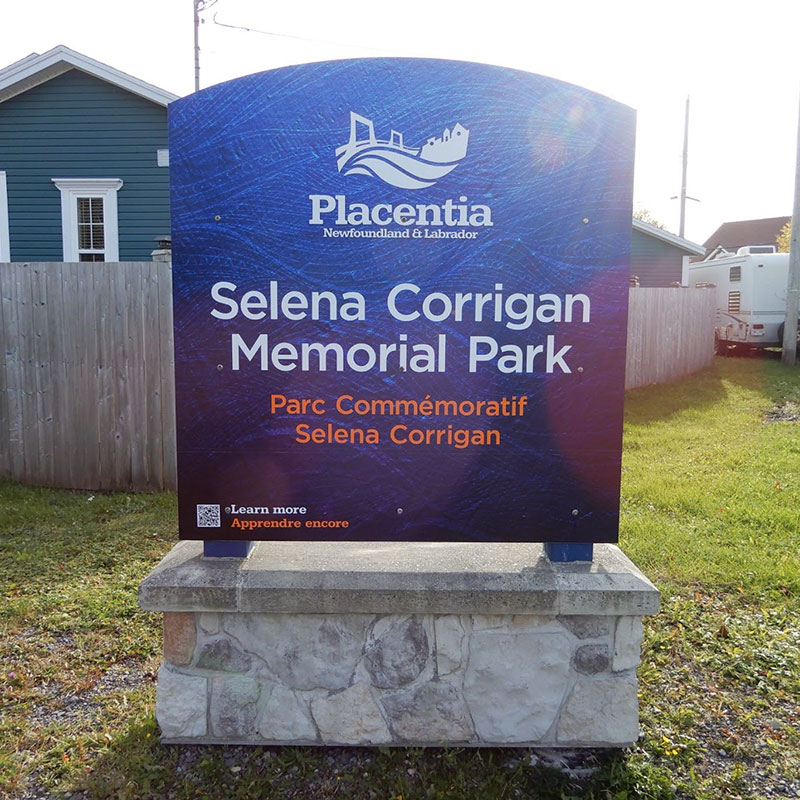 Placentia
Newfoundland & Labrador
Selena Corrigan
Memorial Park
Parc Commémoratif
Selena Corrigan
Learn more
Apprendre encore